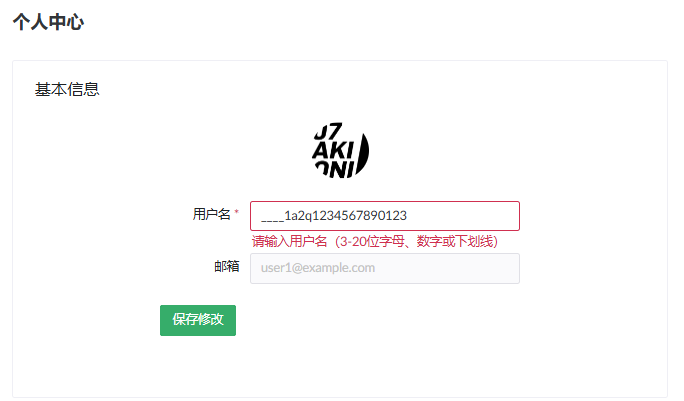 个人中心
基本信息
J7
AKI
ONI
用户名 *
____1a2q1234567890123
请输入用户名（3-20位字母、数字或下划线）
邮箱
user1@example.com
保存修改